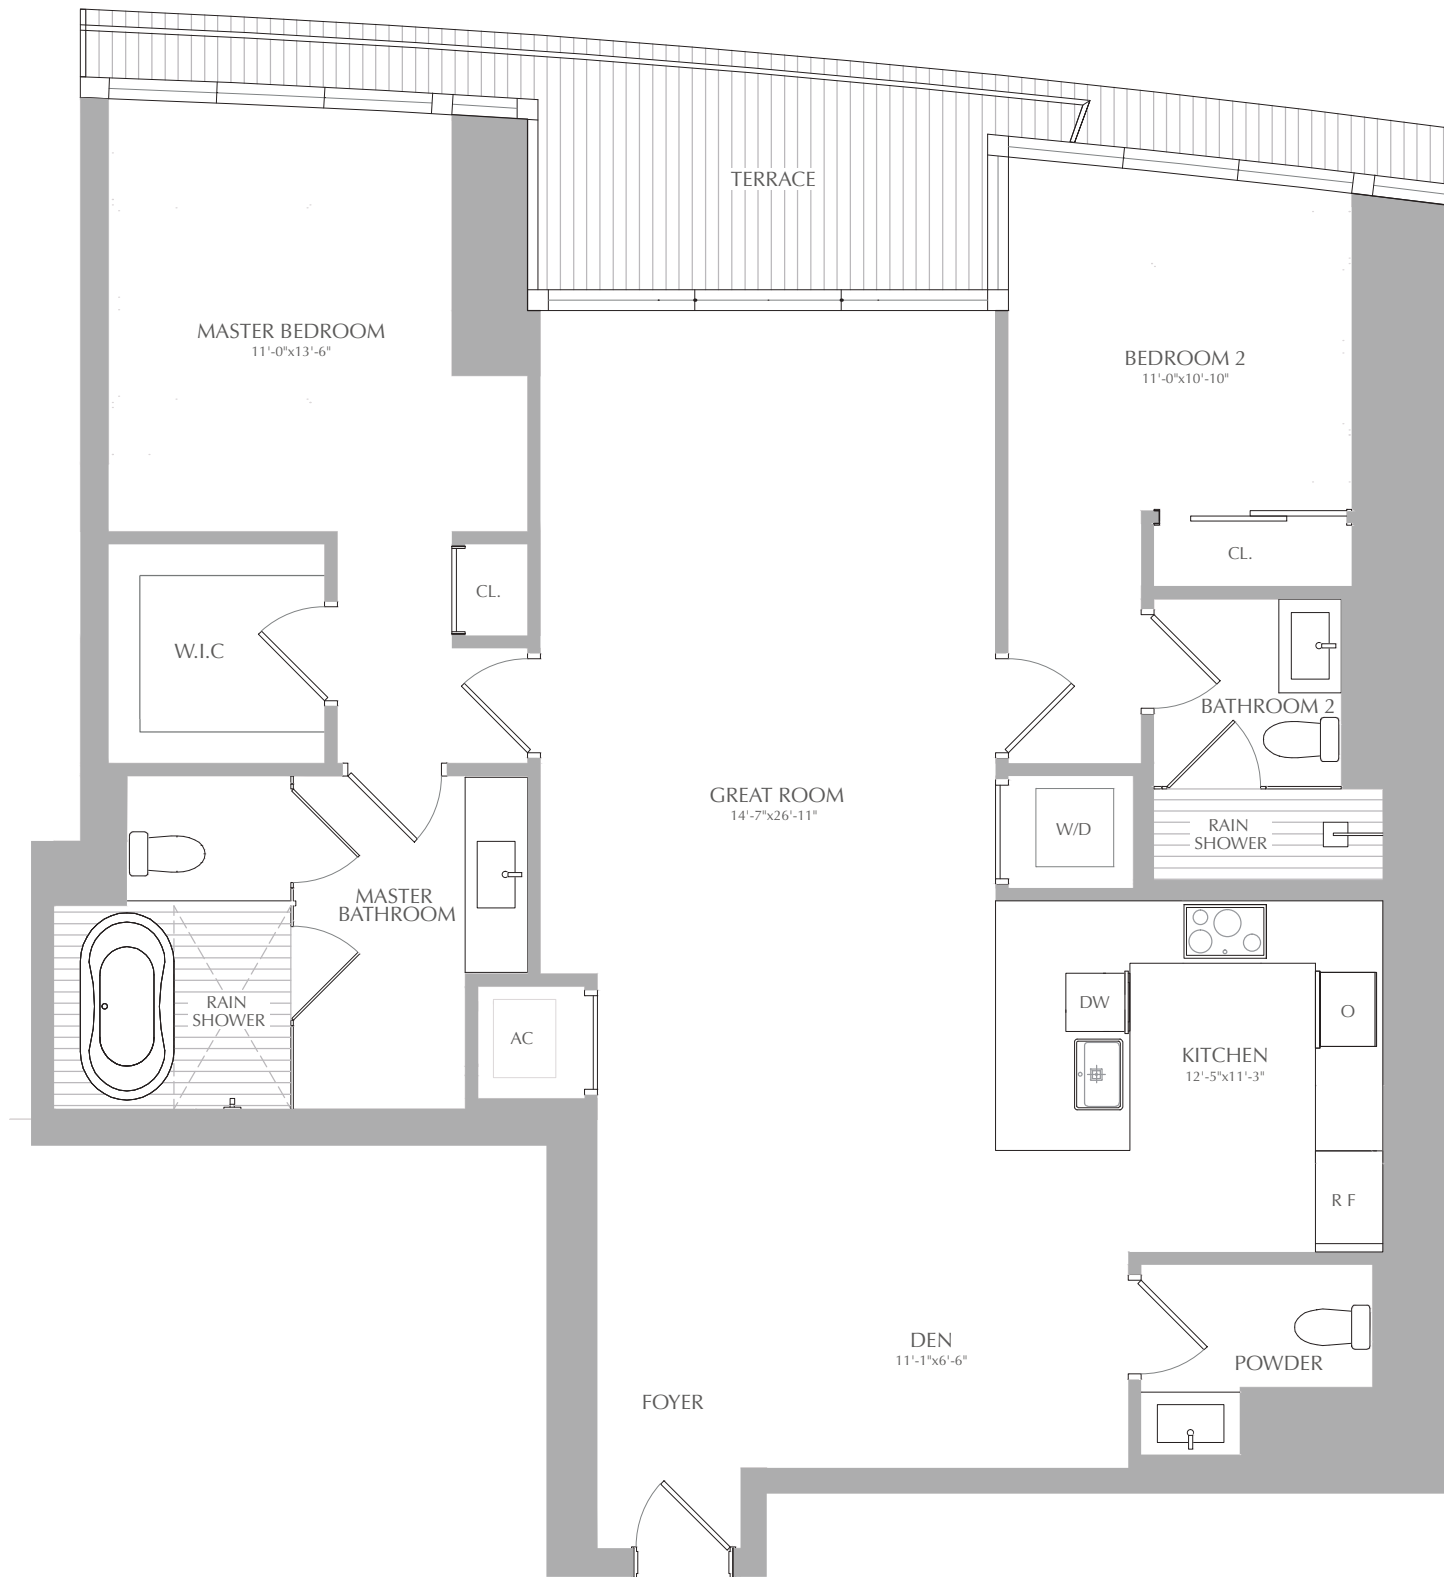 TERRACE
MASTER BEDROOM
11'-0"x13'-6"
BEDROOM 2
11'-0"x10'-10"
CL.
CL.
W.I.C
BATHROOM 2
GREAT ROOM
14'-7"x26'-11"
W/D
RAIN
SHOWER
MASTER
BATHROOM
RAIN
SHOWER
AC
DW
O
KITCHEN
12'-5"x11'-3"
R F
DEN
11'-1"x6'-6"
POWDER
FOYER